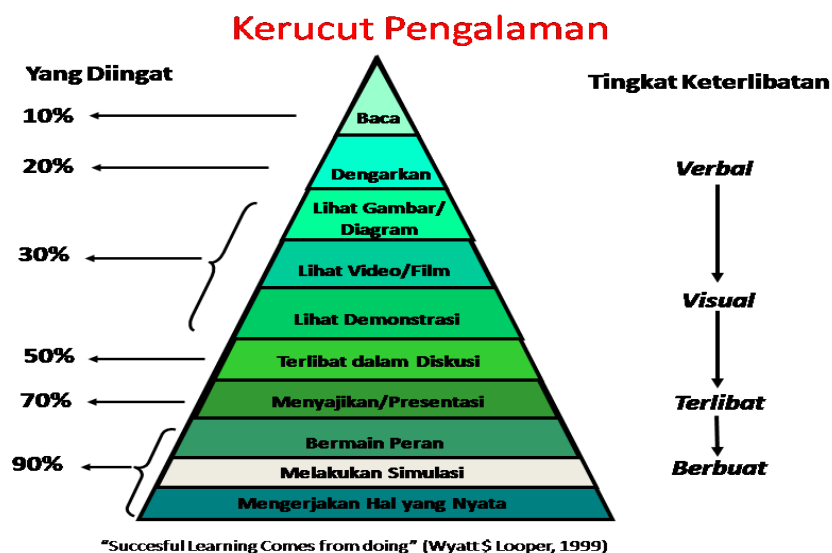 Kerucut Pengalaman
Yang Diingat
Tingkat Keterlibatan
10%
Baca
20%
Dengarkan
Verbal
Lihat Gambar/
Diagram
30%
Lihat Video/Film
Visual
Lihat Demonstrasi
50%
Terlibat dalam Diskusi
70%
Menyajikan/Presentasi
Terlibat
Bermain Peran
90%
Melakukan Simulasi
Berbuat
Mengerjakan Hal yang Nyata
“Succesful Learning Comes from doing” (Wyatt $ Looper, 1999)